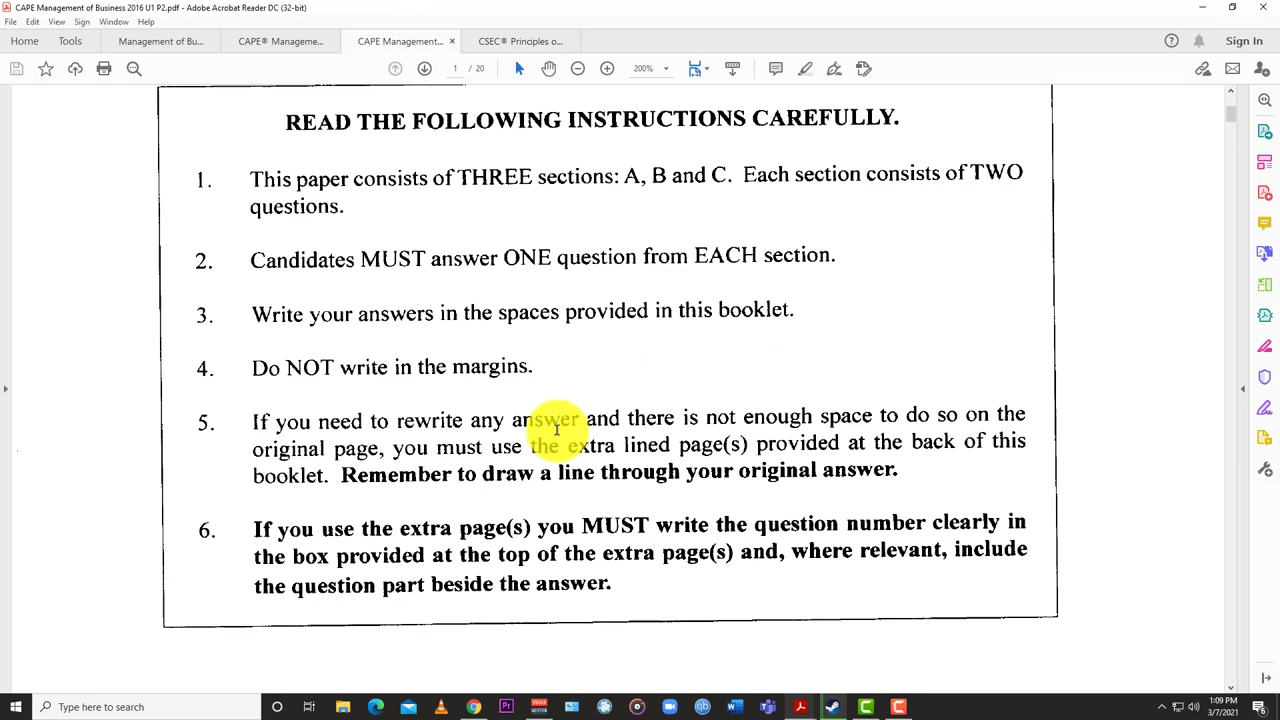 CAPE Management of Business 2016 U1 P2.pdf - Adobe Acrobat Reader DC (32-bit)
File Edit View Sign Window Help
Home Tools Management of Bu... CAPE® Manageme... CAPE Management... × CSEC® Principles o... Sign In
1 / 20 200%
READ THE FOLLOWING INSTRUCTIONS CAREFULLY.
1. This paper consists of THREE sections: A, B and C. Each section consists of TWO
questions.
2. Candidates MUST answer ONE question from EACH section.
3. Write your answers in the spaces provided in this booklet.
4. Do NOT write in the margins.
5. If you need to rewrite any answer and there is not enough space to do so on the
original page, you must use the extra lined page(s) provided at the back of this
booklet. Remember to draw a line through your original answer.
6. If you use the extra page(s) you MUST write the question number clearly in
the box provided at the top of the extra page(s) and, where relevant, include
the question part beside the answer.
Type here to search
1:09 PM
3/7/2021